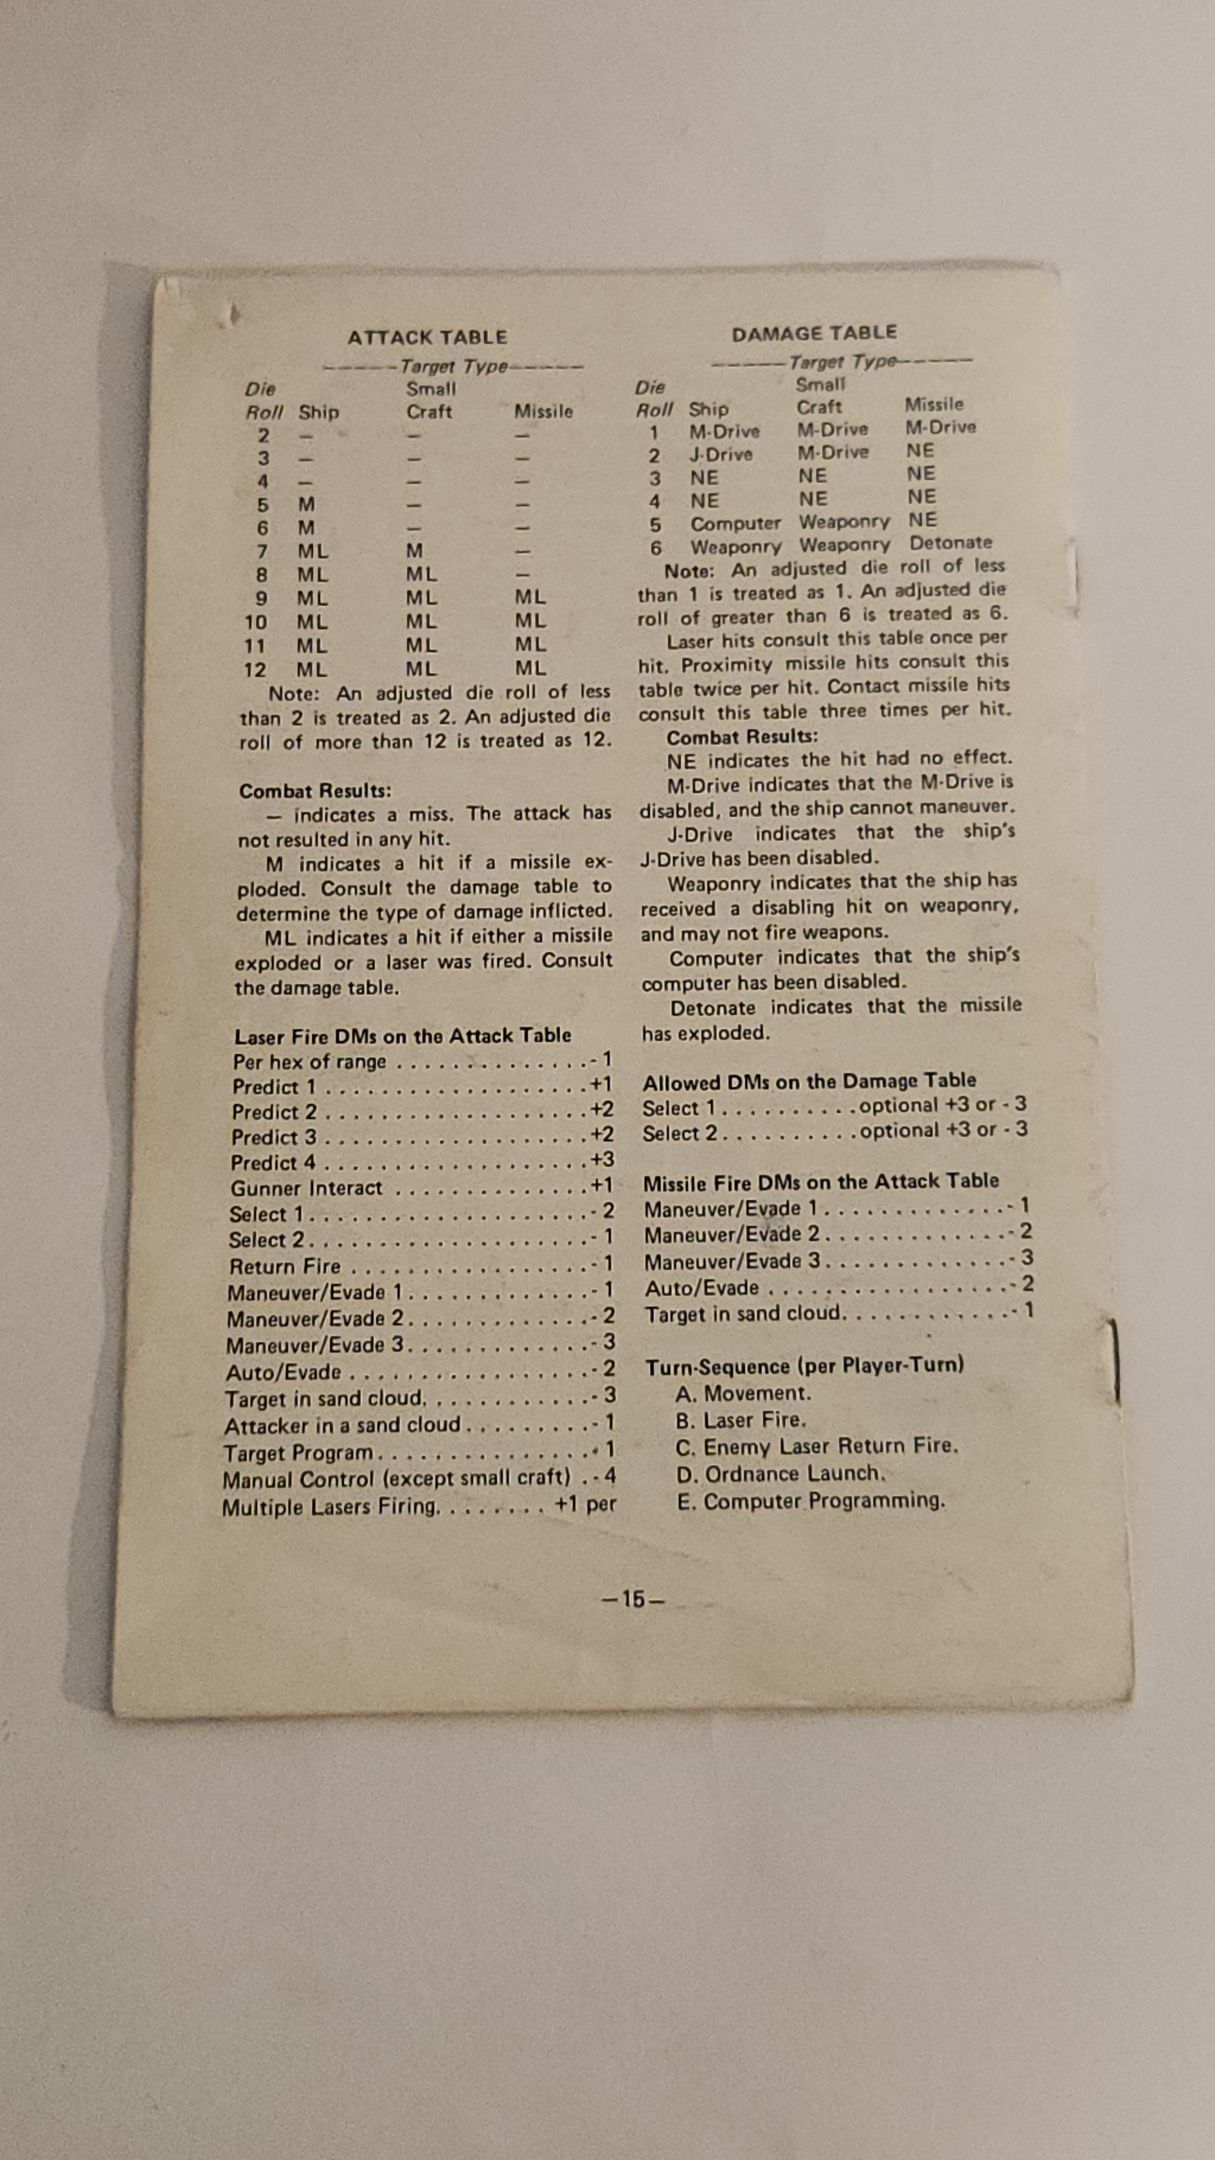 ATTACK TABLE
-----Target Type-----
Die Small
Roll Ship Craft Missile
2 — — —
3 — — —
4 — — —
5 M — —
6 M — —
7 ML M —
8 ML ML —
9 ML ML ML
10 ML ML ML
11 ML ML ML
12 ML ML ML
Note: An adjusted die roll of less
than 2 is treated as 2. An adjusted die
roll of more than 12 is treated as 12.
Combat Results:
— indicates a miss. The attack has
not resulted in any hit.
M indicates a hit if a missile ex-
ploded. Consult the damage table to
determine the type of damage inflicted.
ML indicates a hit if either a missile
exploded or a laser was fired. Consult
the damage table.
Laser Fire DMs on the Attack Table
Per hex of range . . . . . . . . . . . . . . - 1
Predict 1 . . . . . . . . . . . . . . . . . . +1
Predict 2 . . . . . . . . . . . . . . . . . . +2
Predict 3 . . . . . . . . . . . . . . . . . . +2
Predict 4 . . . . . . . . . . . . . . . . . . +3
Gunner Interact . . . . . . . . . . . . . . +1
Select 1. . . . . . . . . . . . . . . . . . . - 2
Select 2. . . . . . . . . . . . . . . . . . . - 1
Return Fire . . . . . . . . . . . . . . . . - 1
Maneuver/Evade 1. . . . . . . . . . . . . - 1
Maneuver/Evade 2. . . . . . . . . . . . . - 2
Maneuver/Evade 3. . . . . . . . . . . . . - 3
Auto/Evade . . . . . . . . . . . . . . . . - 2
Target in sand cloud. . . . . . . . . . . . - 3
Attacker in a sand cloud . . . . . . . . . - 1
Target Program. . . . . . . . . . . . . . . 1
Manual Control (except small craft) . - 4
Multiple Lasers Firing. . . . . . . . +1 per
DAMAGE TABLE
-----Target Type-----
Die Small
Roll Ship Craft Missile
1 M-Drive M-Drive M-Drive
2 J-Drive M-Drive NE
3 NE NE NE
4 NE NE NE
5 Computer Weaponry NE
6 Weaponry Weaponry Detonate
Note: An adjusted die roll of less
than 1 is treated as 1. An adjusted die
roll of greater than 6 is treated as 6.
Laser hits consult this table once per
hit. Proximity missile hits consult this
table twice per hit. Contact missile hits
consult this table three times per hit.
Combat Results:
NE indicates the hit had no effect.
M-Drive indicates that the M-Drive is
disabled, and the ship cannot maneuver.
J-Drive indicates that the ship's
J-Drive has been disabled.
Weaponry indicates that the ship has
received a disabling hit on weaponry,
and may not fire weapons.
Computer indicates that the ship's
computer has been disabled.
Detonate indicates that the missile
has exploded.
Allowed DMs on the Damage Table
Select 1. . . . . . . . . . optional +3 or - 3
Select 2. . . . . . . . . . optional +3 or - 3
Missile Fire DMs on the Attack Table
Maneuver/Evade 1. . . . . . . . . . . . . - 1
Maneuver/Evade 2. . . . . . . . . . . . . - 2
Maneuver/Evade 3. . . . . . . . . . . . . - 3
Auto/Evade . . . . . . . . . . . . . . . . - 2
Target in sand cloud. . . . . . . . . . . . - 1
Turn-Sequence (per Player-Turn)
A. Movement.
B. Laser Fire.
C. Enemy Laser Return Fire.
D. Ordnance Launch.
E. Computer Programming.
—15—